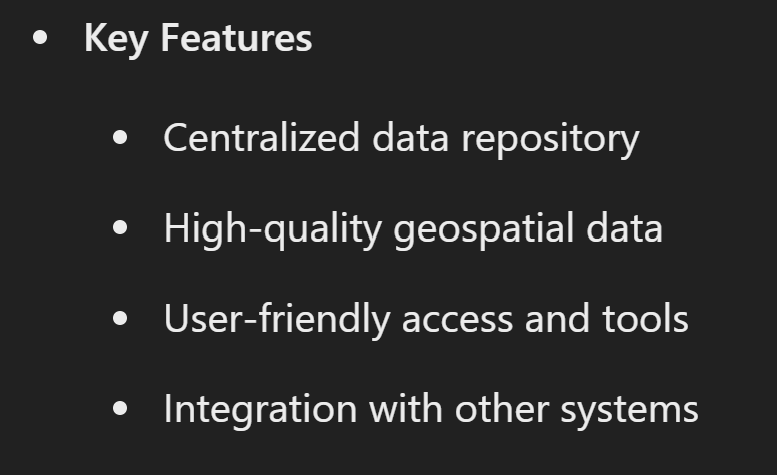 Key Features
Centralized data repository
High-quality geospatial data
User-friendly access and tools
Integration with other systems